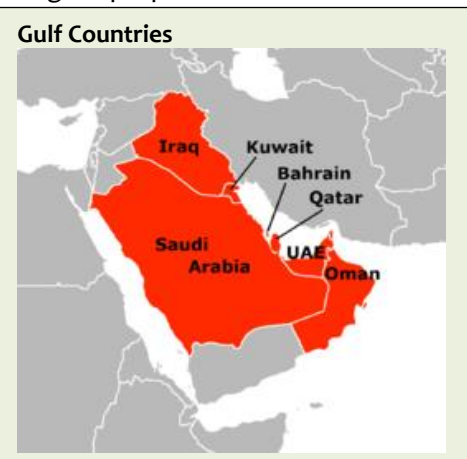 Gulf Countries
Iraq
Kuwait
Bahrain
Qatar
Saudi
Arabia
UAE
Oman